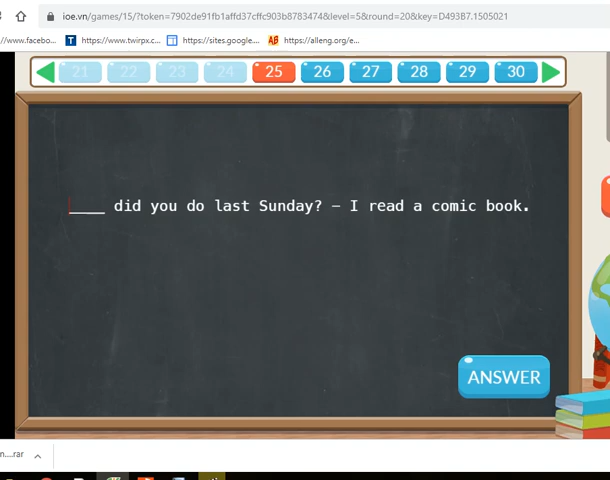 ioe.vn/games/15/?token=7902de91fb1affd37cffc903b8783474&level=5&round=20&key=D493B7.1505021
://www.facebo... T https://www.twirpx.c... https://sites.google.... AБ https://alleng.org/e...
21 22 23 24 25 26 27 28 29 30
____ did you do last Sunday? – I read a comic book.
ANSWER
n....rar